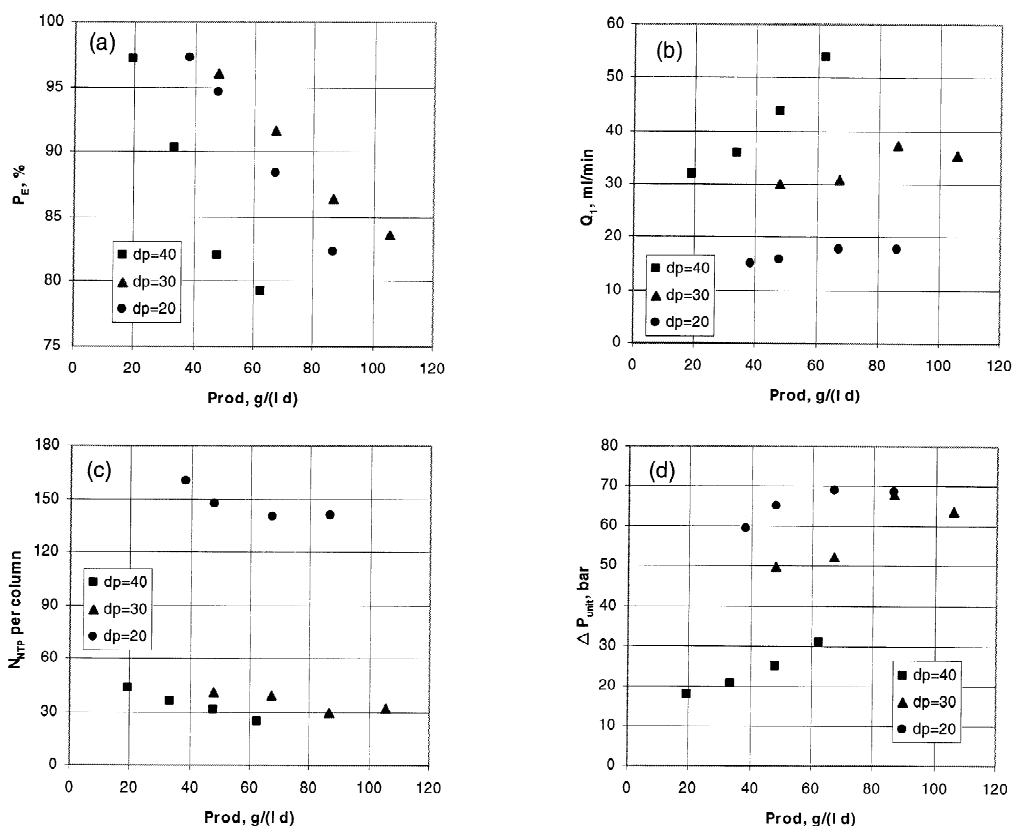 (a)
P_E, %
100
95
90
85
80
75
■ dp=40
▲ dp=30
● dp=20
0 20 40 60 80 100 120
Prod, g/(l d)
(b)
Q_1, ml/min
60
50
40
30
20
10
0
■ dp=40
▲ dp=30
● dp=20
0 20 40 60 80 100 120
Prod, g/(l d)
(c)
N_NTP per column
180
150
120
90
60
30
0
■ dp=40
▲ dp=30
● dp=20
0 20 40 60 80 100 120
Prod, g/(l d)
(d)
△ P_unit, bar
80
70
60
50
40
30
20
10
0
■ dp=40
▲ dp=30
● dp=20
0 20 40 60 80 100 120
Prod, g/(l d)